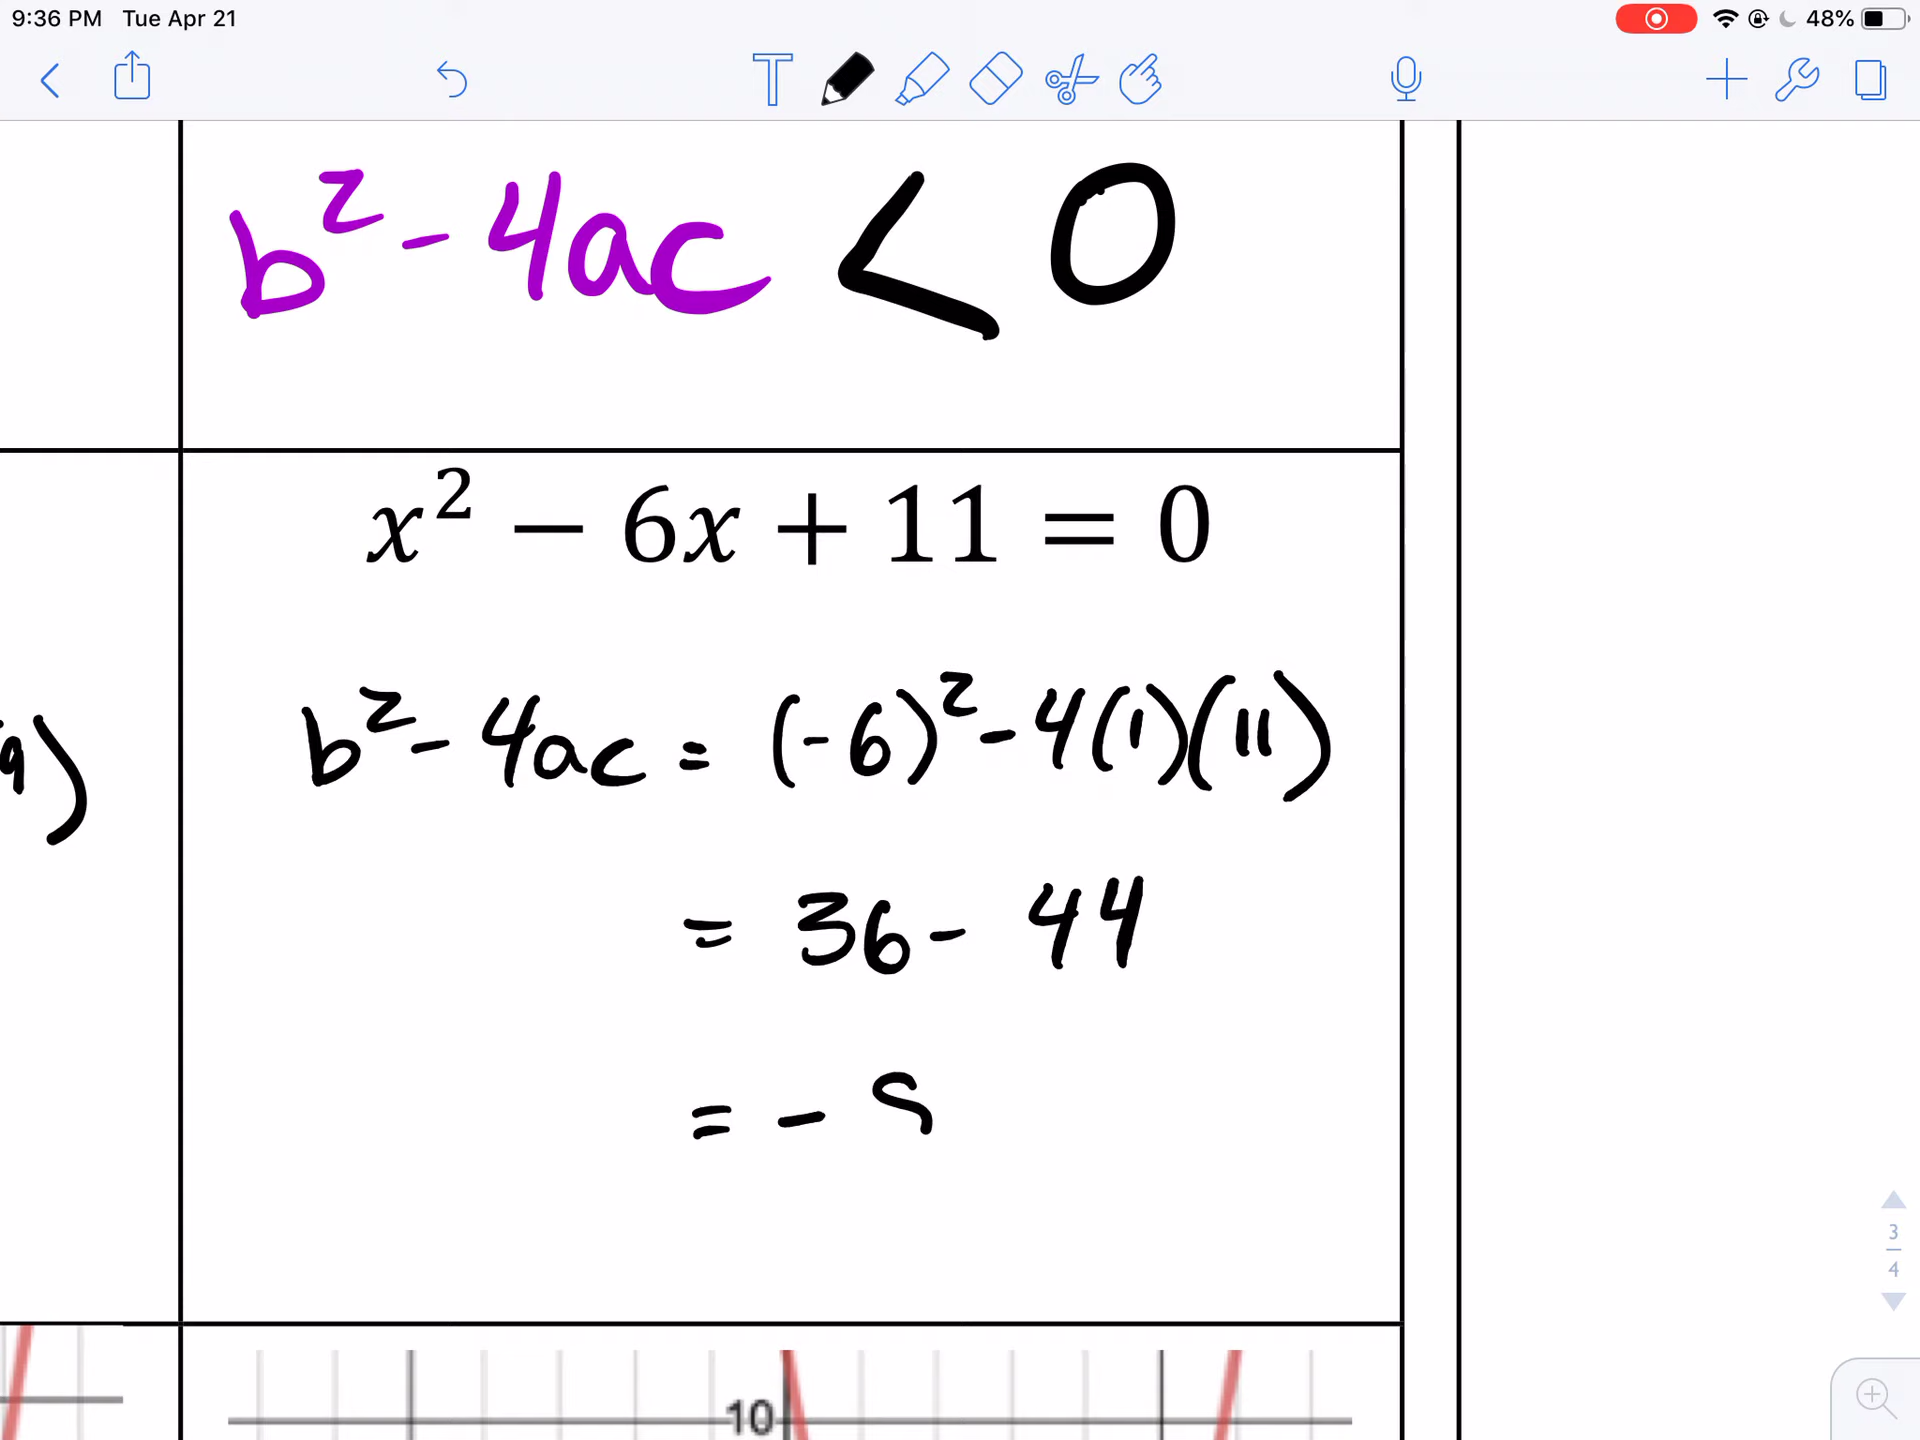 9:36 PM Tue Apr 21
48%
T
b² - 4ac < 0
x² − 6x + 11 = 0
9)
b² - 4ac = (-6)² - 4(1)(11)
= 36 - 44
= -
3
4
10